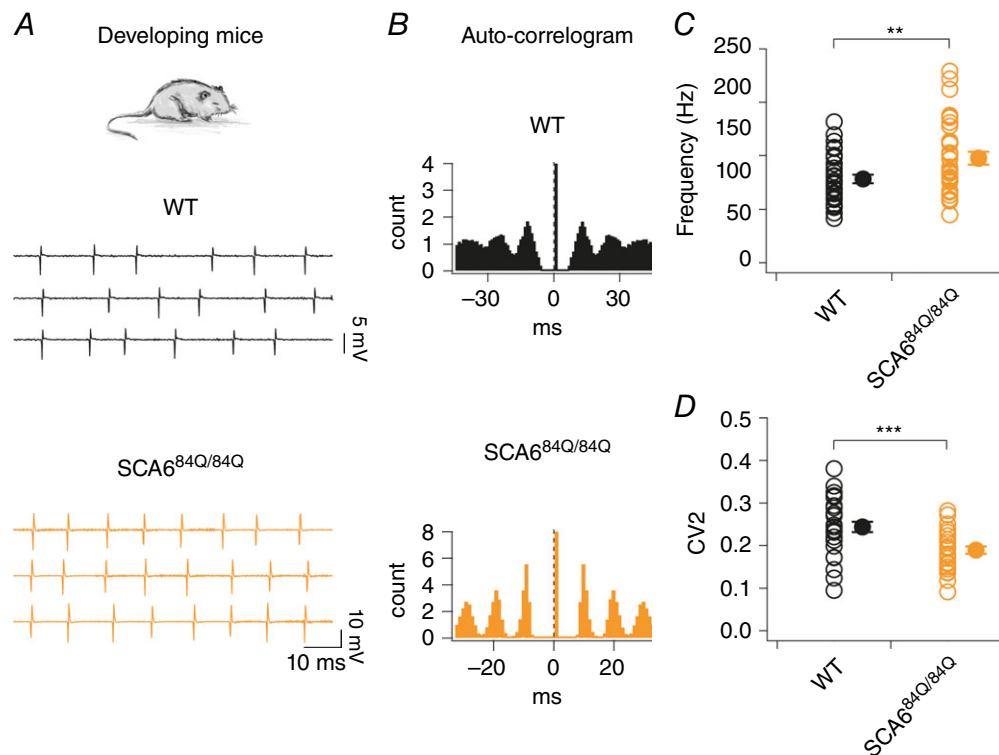 A
Developing mice
WT
5 mV
SCA6^84Q/84Q
10 mV
10 ms
B
Auto-correlogram
WT
4
3
2
1
0
count
−30 0 30
ms
SCA6^84Q/84Q
8
6
4
2
0
count
−20 0 20
ms
C
**
250
200
150
100
50
0
Frequency (Hz)
WT
SCA6^84Q/84Q
D
***
0.5
0.4
0.3
0.2
0.1
0.0
CV2
WT
SCA6^84Q/84Q